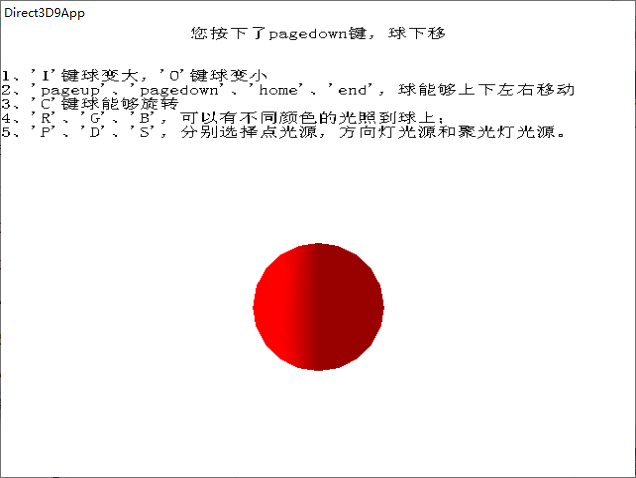 Direct3D9App
您按下了pagedown键，球下移
1、'I'键球变大，'O'键球变小
2、'pageup'、'pagedown'、'home'、'end'，球能够上下左右移动
3、'C'键球能够旋转
4、'R'、'G'、'B'，可以有不同颜色的光照到球上；
5、'P'、'D'、'S'，分别选择点光源，方向灯光源和聚光灯光源。